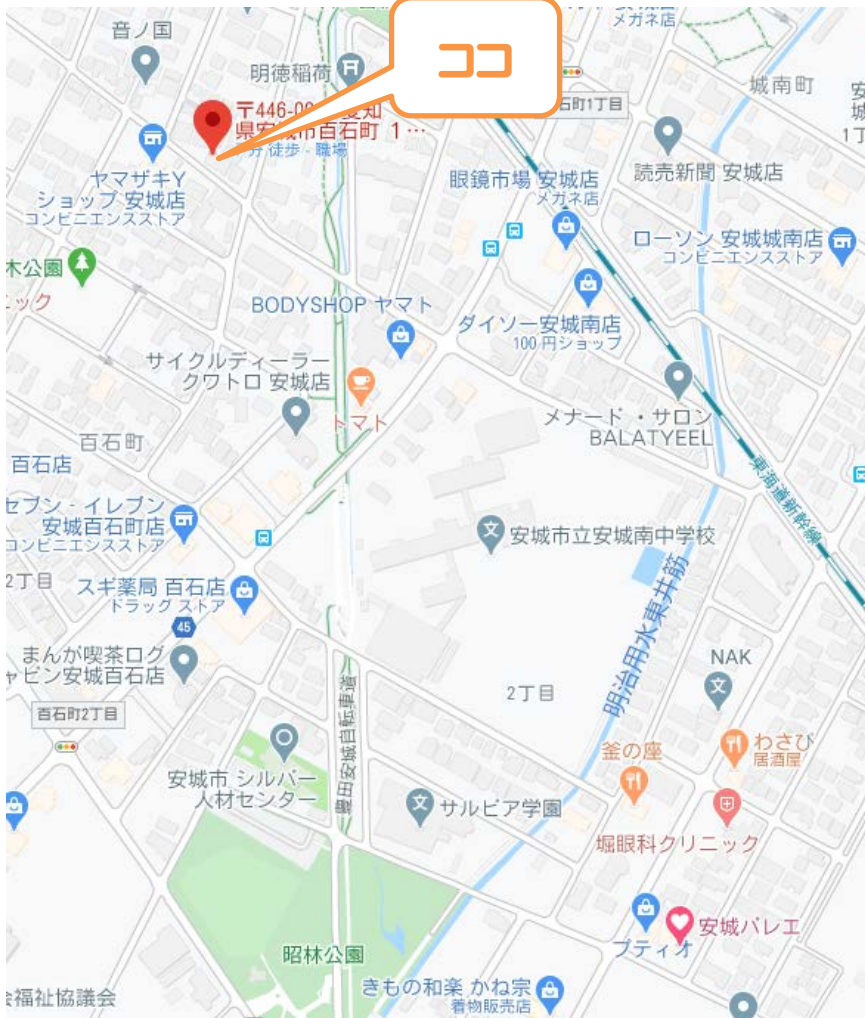 メガネ店
音ノ国
明徳稲荷
ココ
城南町
石町1丁目
〒446-00
愛知
県安城市百石町 1…
分 徒歩 - 職場
ヤマザキY
ショップ 安城店
コンビニエンスストア
眼鏡市場 安城店
メガネ店
読売新聞 安城店
ローソン 安城城南店
コンビニエンスストア
木公園
ニック
BODYSHOP ヤマト
ダイソー安城南店
100 円ショップ
サイクルディーラー
クワトロ 安城店
トマト
メナード・サロン
BALATYEEL
百石町
百石店
東海道新幹線
セブン - イレブン
安城百石町店
コンビニエンスストア
安城市立安城南中学校
2丁目
スギ薬局 百石店
ドラッグ ストア
45
明治用水東井筋
まんが喫茶ログ
ャビン安城百石店
NAK
2丁目
百石町2丁目
豊田安城自転車道
わさび
居酒屋
釜の座
安城市 シルバー
人材センター
サルビア学園
堀眼科クリニック
安城バレエ
プティオ
昭林公園
きもの和楽 かね宗
着物販売店
福祉協議会